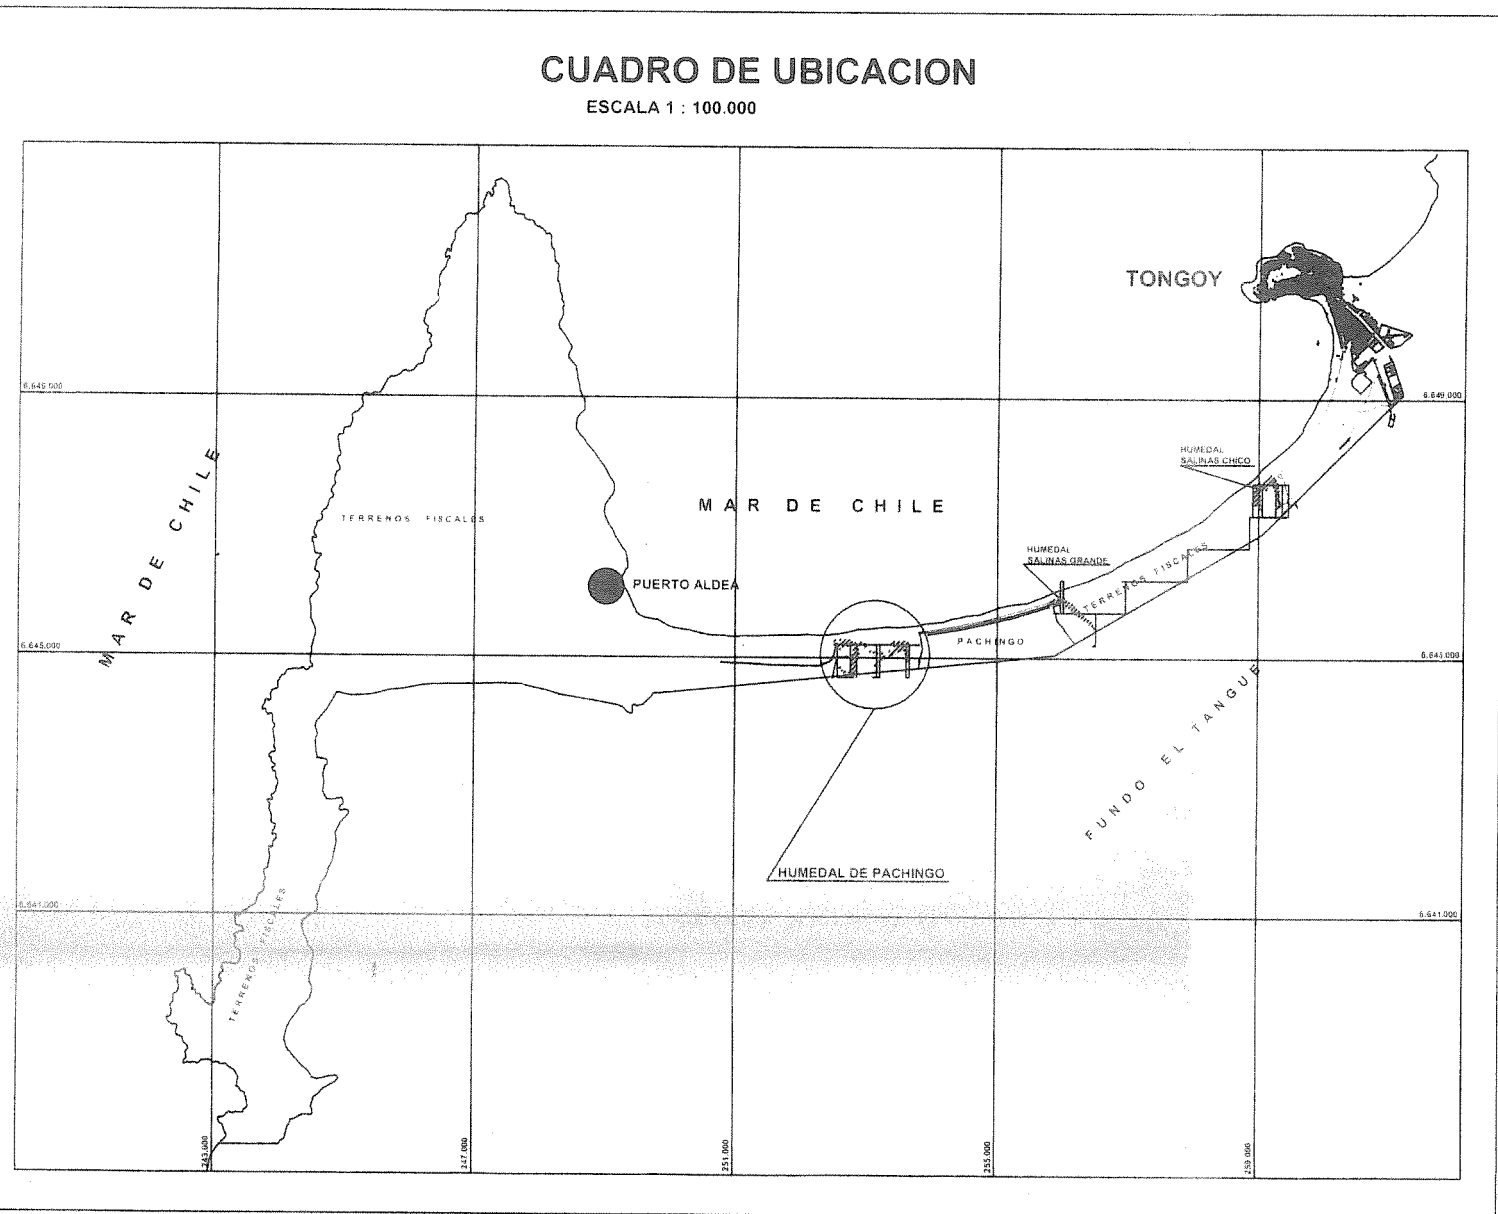 CUADRO DE UBICACION
ESCALA 1 : 100.000
TONGOY
6.649.000
6.649.000
HUMEDAL
SALINAS CHICO
MAR DE CHILE
MAR DE CHILE
TERRENOS FISCALES
HUMEDAL
SALINAS GRANDE
TERRENOS FISCALES
PUERTO ALDEA
PACHINGO
6.645.000
6.645.000
FUNDO EL TANGUE
HUMEDAL DE PACHINGO
6.641.000
6.641.000
TERRENOS FISCALES
243.000
247.000
251.000
255.000
259.000